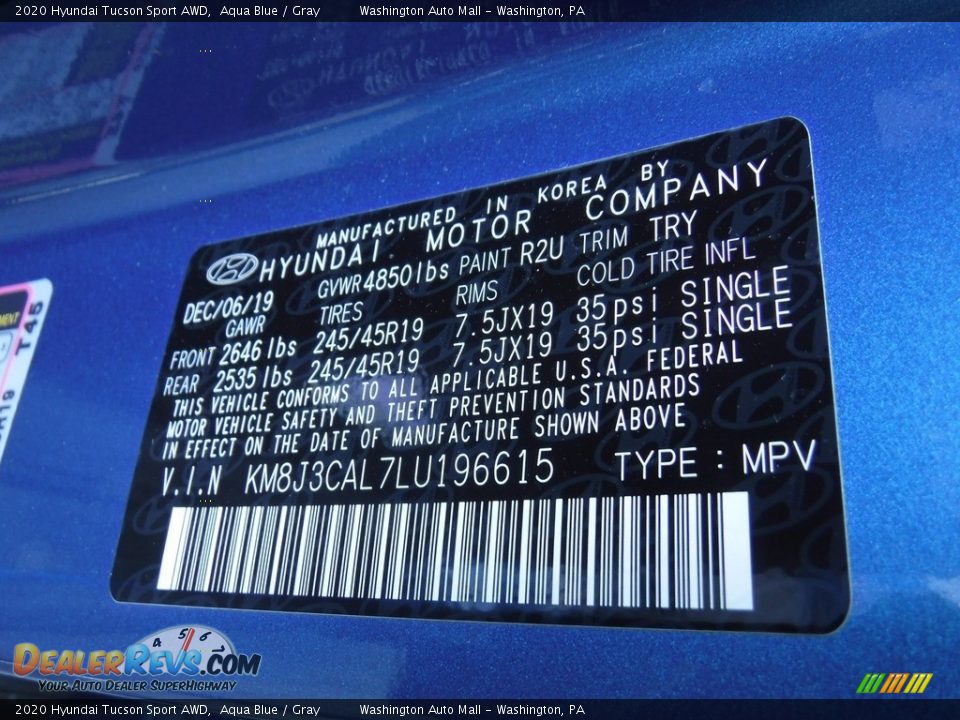 2020 Hyundai Tucson Sport AWD, Aqua Blue / Gray Washington Auto Mall - Washington, PA
MANUFACTURED IN KOREA BY
HYUNDAI MOTOR COMPANY
DEC/06/19 GVWR 4850 lbs PAINT R2U TRIM TRY
GAWR TIRES RIMS COLD TIRE INFL
FRONT 2646 lbs 245/45R19 7.5JX19 35psi SINGLE
REAR 2535 lbs 245/45R19 7.5JX19 35psi SINGLE
THIS VEHICLE CONFORMS TO ALL APPLICABLE U.S.A. FEDERAL
MOTOR VEHICLE SAFETY AND THEFT PREVENTION STANDARDS
IN EFFECT ON THE DATE OF MANUFACTURE SHOWN ABOVE
V.I.N KM8J3CAL7LU196615 TYPE : MPV
T45
4 5 6
DealerRevs.com
Your Auto Dealer SuperHighway
2020 Hyundai Tucson Sport AWD, Aqua Blue / Gray Washington Auto Mall - Washington, PA